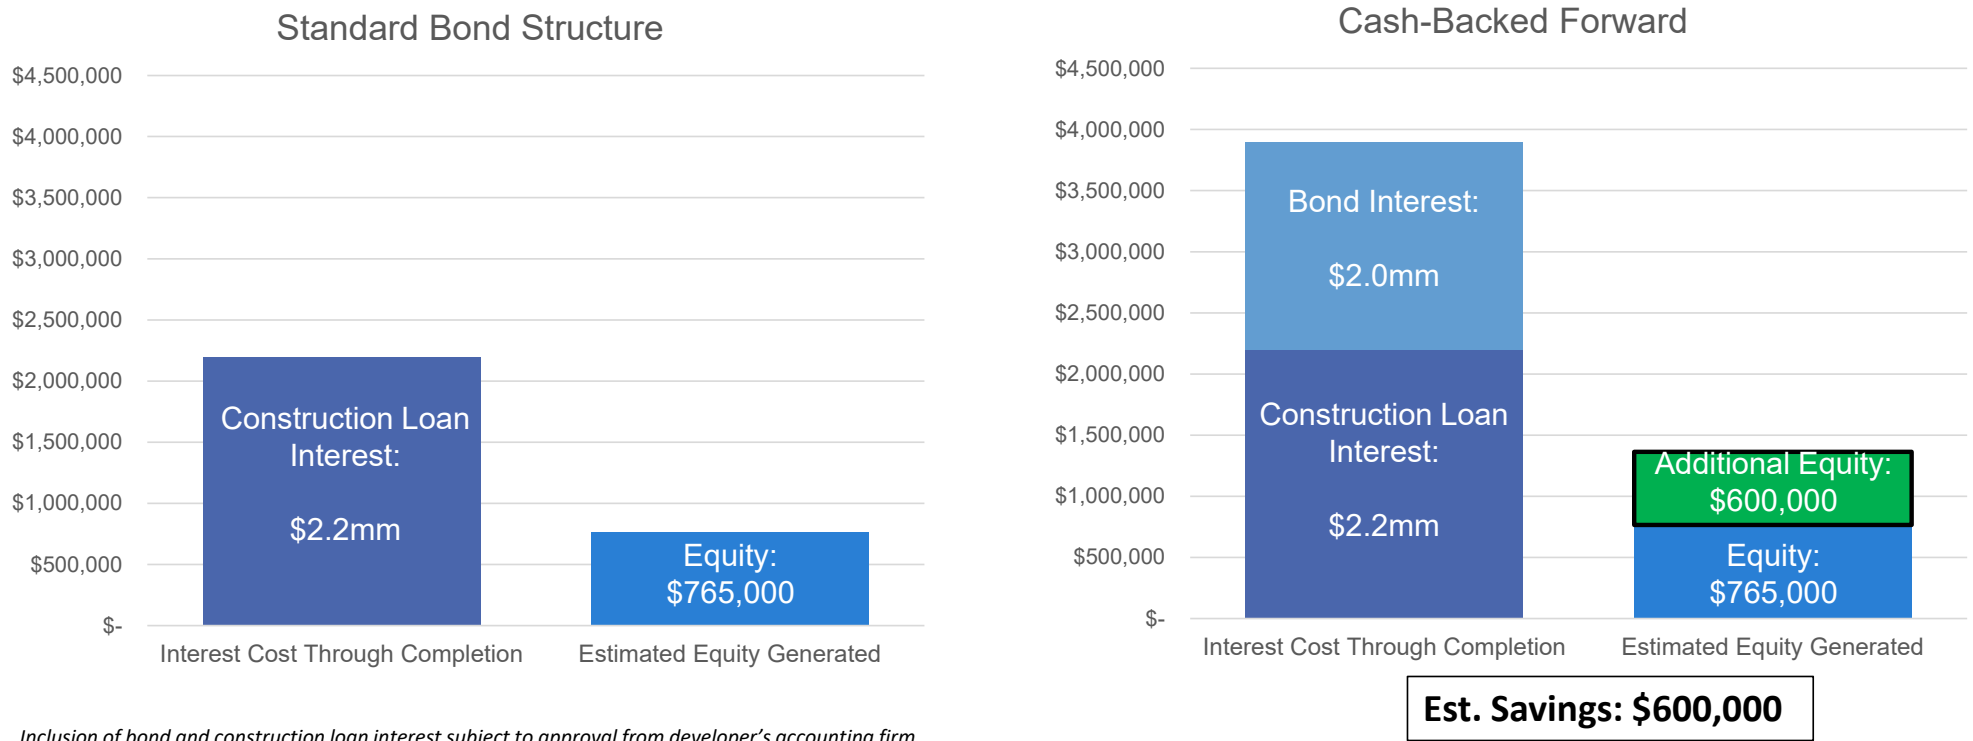 Standard Bond Structure
$4,500,000
$4,000,000
$3,500,000
$3,000,000
$2,500,000
$2,000,000
$1,500,000
$1,000,000
$500,000
$-
Construction Loan
Interest:
$2.2mm
Equity:
$765,000
Interest Cost Through Completion
Estimated Equity Generated
Cash-Backed Forward
$4,500,000
$4,000,000
$3,500,000
$3,000,000
$2,500,000
$2,000,000
$1,500,000
$1,000,000
$500,000
$-
Bond Interest:
$2.0mm
Construction Loan
Interest:
$2.2mm
Additional Equity:
$600,000
Equity:
$765,000
Interest Cost Through Completion
Estimated Equity Generated
Est. Savings: $600,000
Inclusion of bond and construction loan interest subject to approval from developer's accounting firm